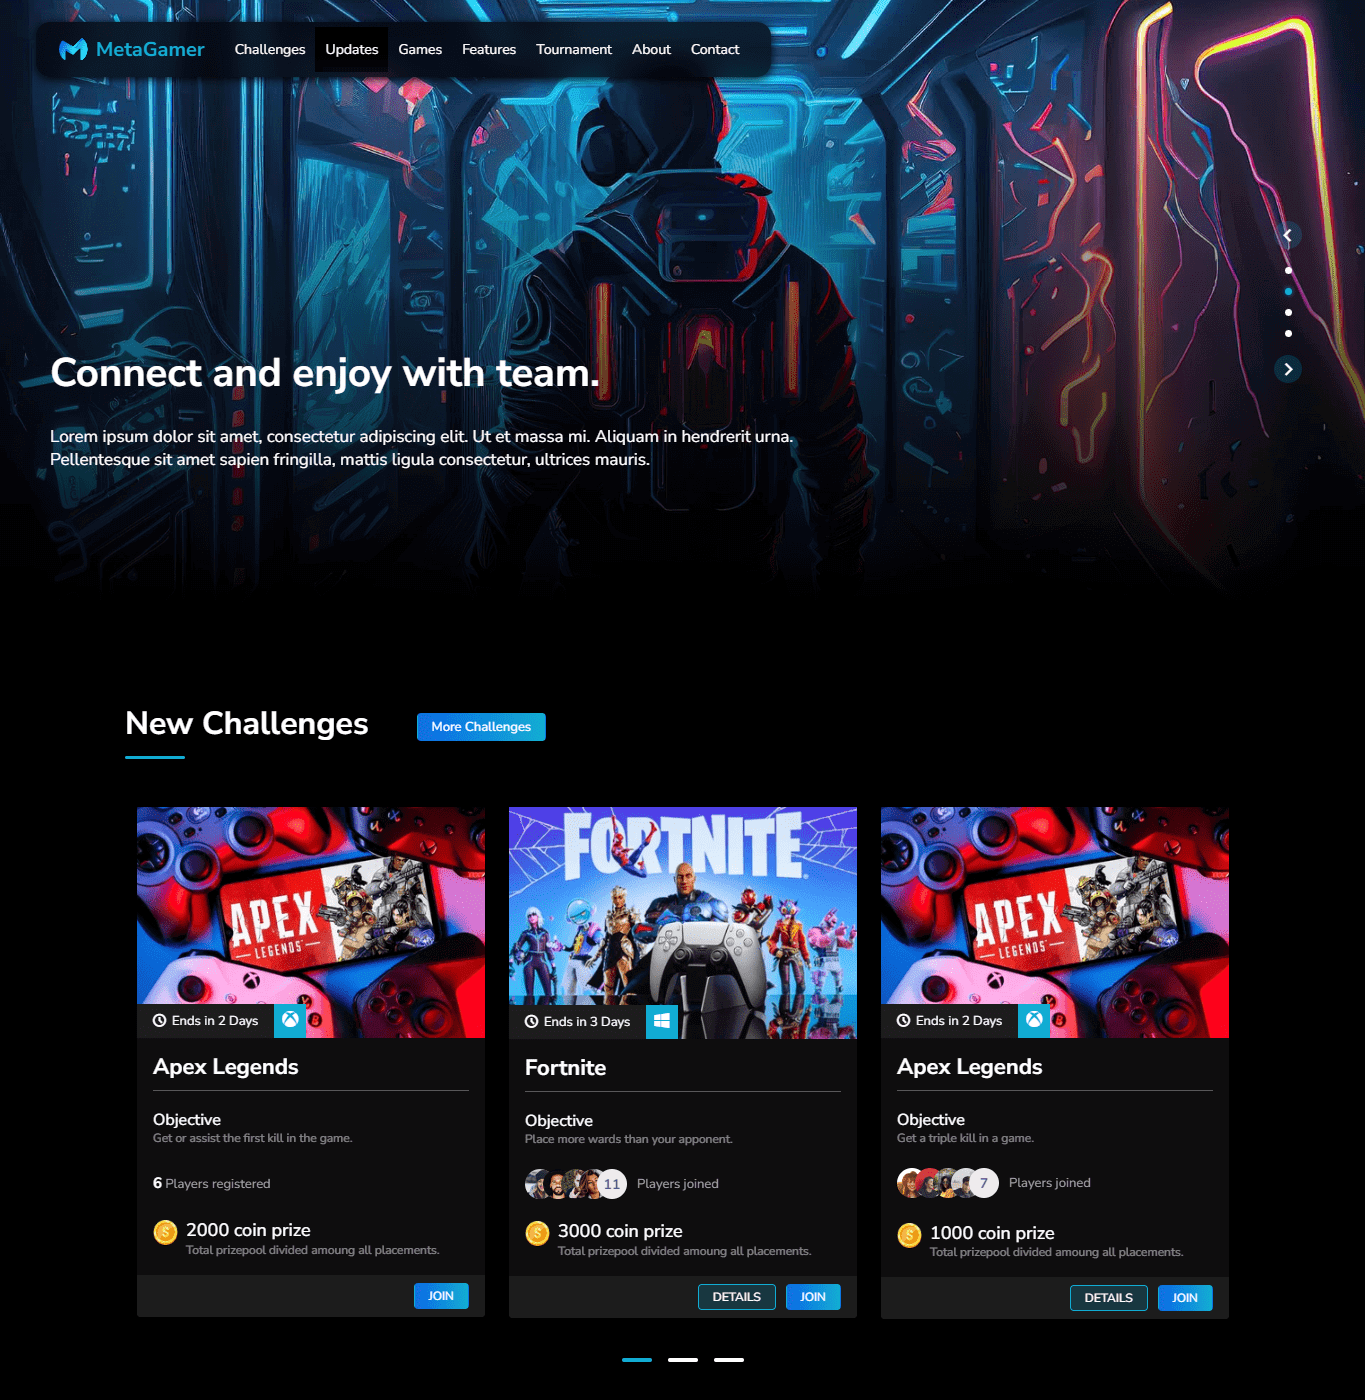 MetaGamer Challenges Updates Games Features Tournament About Contact
Connect and enjoy with team.
Lorem ipsum dolor sit amet, consectetur adipiscing elit. Ut et massa mi. Aliquam in hendrerit urna.
Pellentesque sit amet sapien fringilla, mattis ligula consectetur, ultrices mauris.
New Challenges
More Challenges
APEX
LEGENDS
Ends in 2 Days
Apex Legends
Objective
Get or assist the first kill in the game.
6 Players registered
2000 coin prize
Total prizepool divided amoung all placements.
JOIN
FORTNITE
Ends in 3 Days
Fortnite
Objective
Place more wards than your apponent.
11 Players joined
3000 coin prize
Total prizepool divided amoung all placements.
DETAILS JOIN
APEX
LEGENDS
Ends in 2 Days
Apex Legends
Objective
Get a triple kill in a game.
7 Players joined
1000 coin prize
Total prizepool divided amoung all placements.
DETAILS JOIN